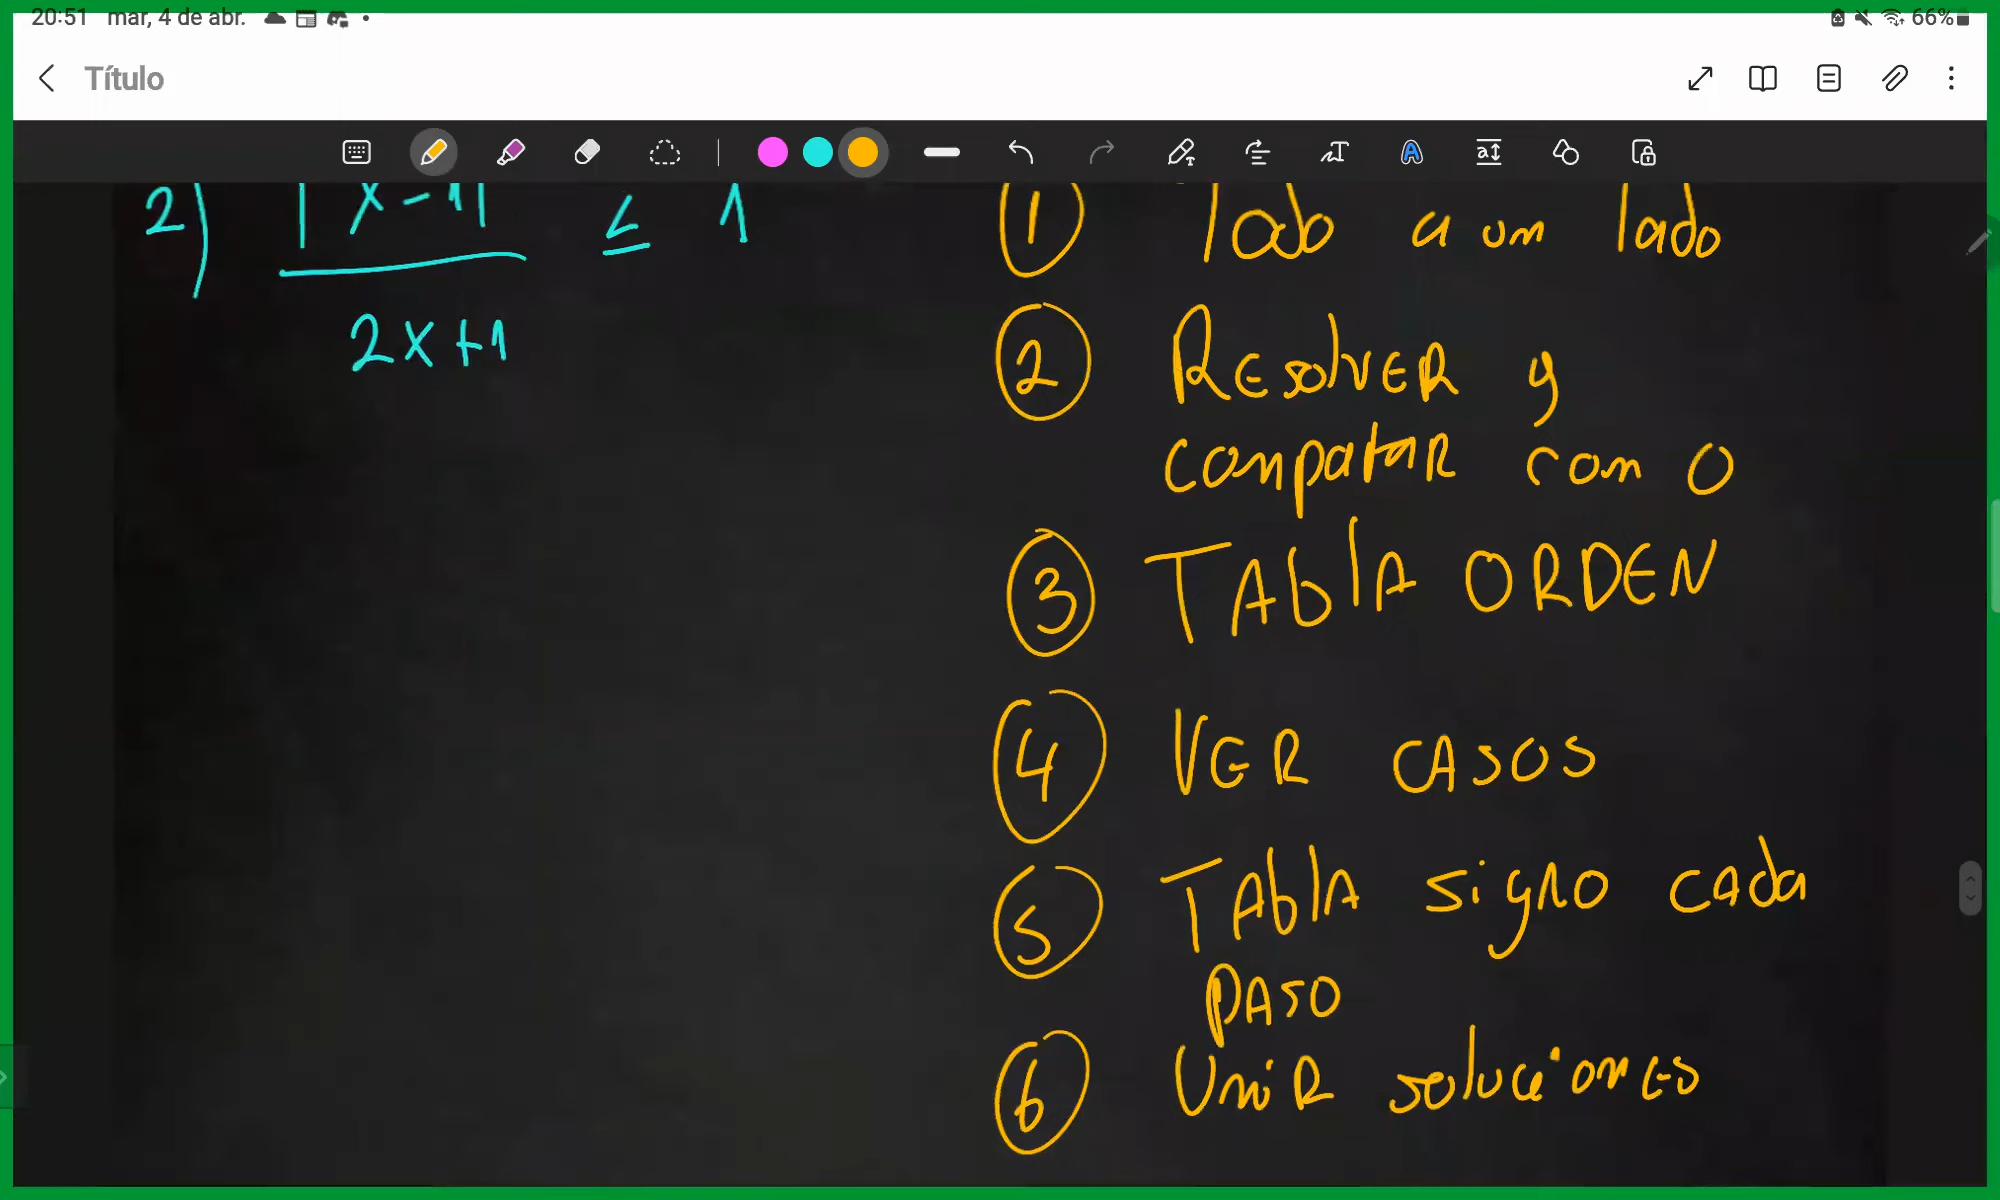 20:51 mar, 4 de abr. 66%
Título
2) |x-1| ≤ 1
2x+1
1 Todo a un lado
2 RESolVER y
compaRAR con 0
3 TAblA ORDEN
4 VER CASOS
5 TAblA signo cada
PASO
6 UniR soluciones